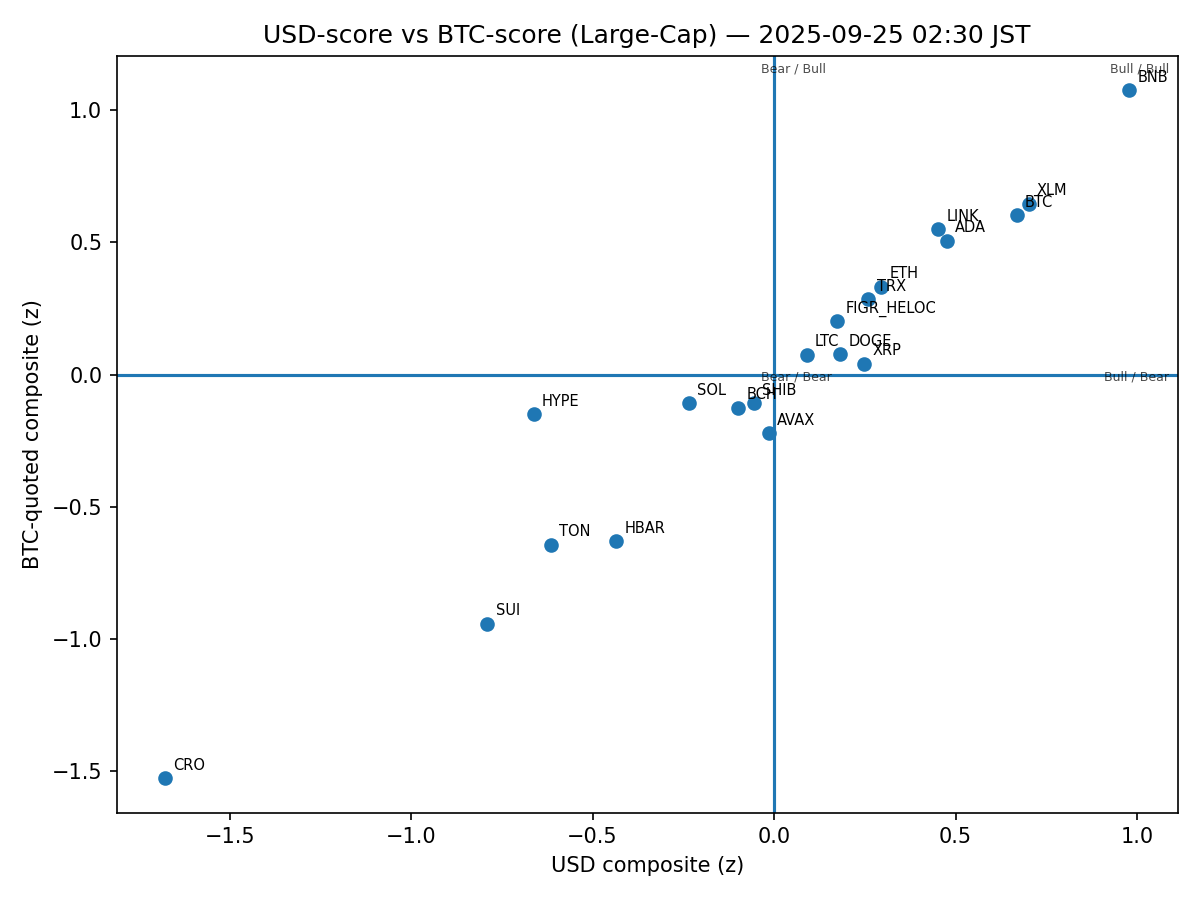 USD-score vs BTC-score (Large-Cap) — 2025-09-25 02:30 JST
Bear / Bull
Bull / Bull
BNB
XLM
BTC
LINK
ADA
ETH
TRX
FIGR_HELOC
LTC
DOGE
XRP
Bear / Bear
Bull / Bear
SOL
BCH
SHIB
HYPE
AVAX
TON
HBAR
SUI
CRO
1.0
0.5
0.0
−0.5
−1.0
−1.5
BTC-quoted composite (z)
−1.5
−1.0
−0.5
0.0
0.5
1.0
USD composite (z)